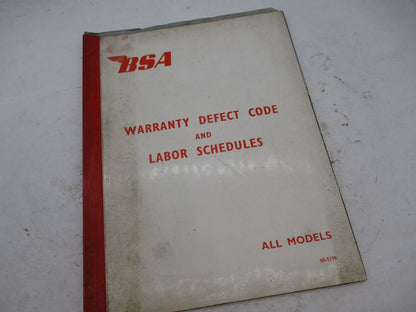 BSA
WARRANTY DEFECT CODE
AND
LABOR SCHEDULES
ALL MODELS